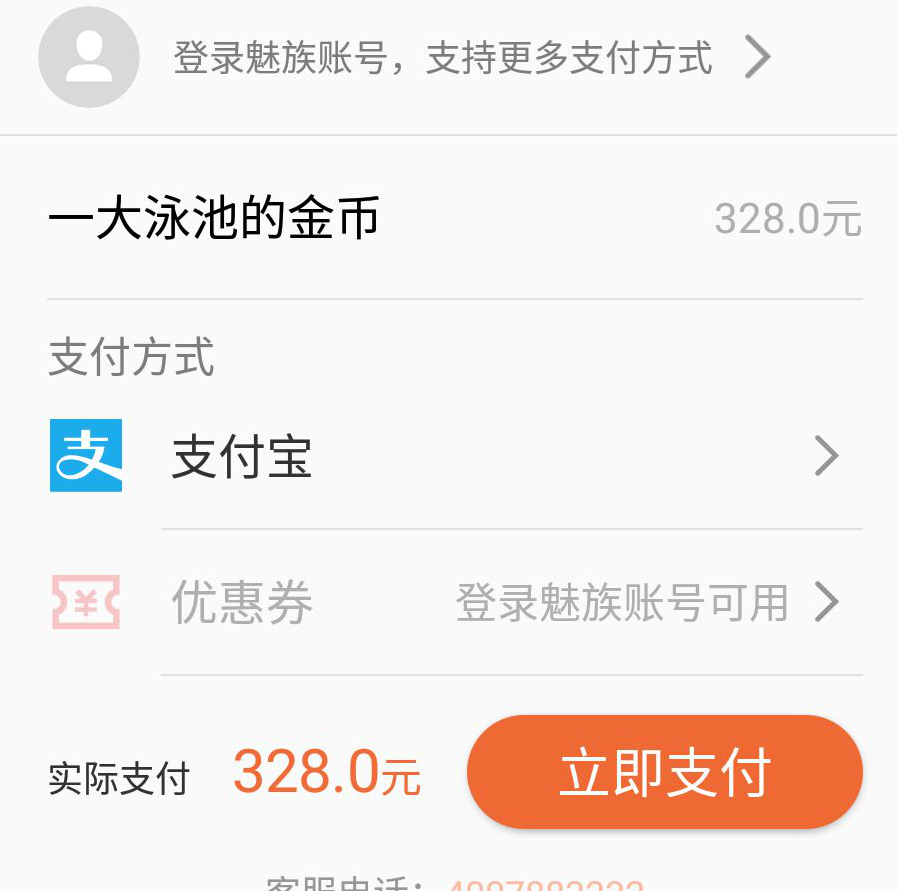 登录魅族账号，支持更多支付方式
一大泳池的金币 328.0元
支付方式
支 支付宝
¥ 优惠券 登录魅族账号可用
实际支付 328.0元 立即支付
客服电话：